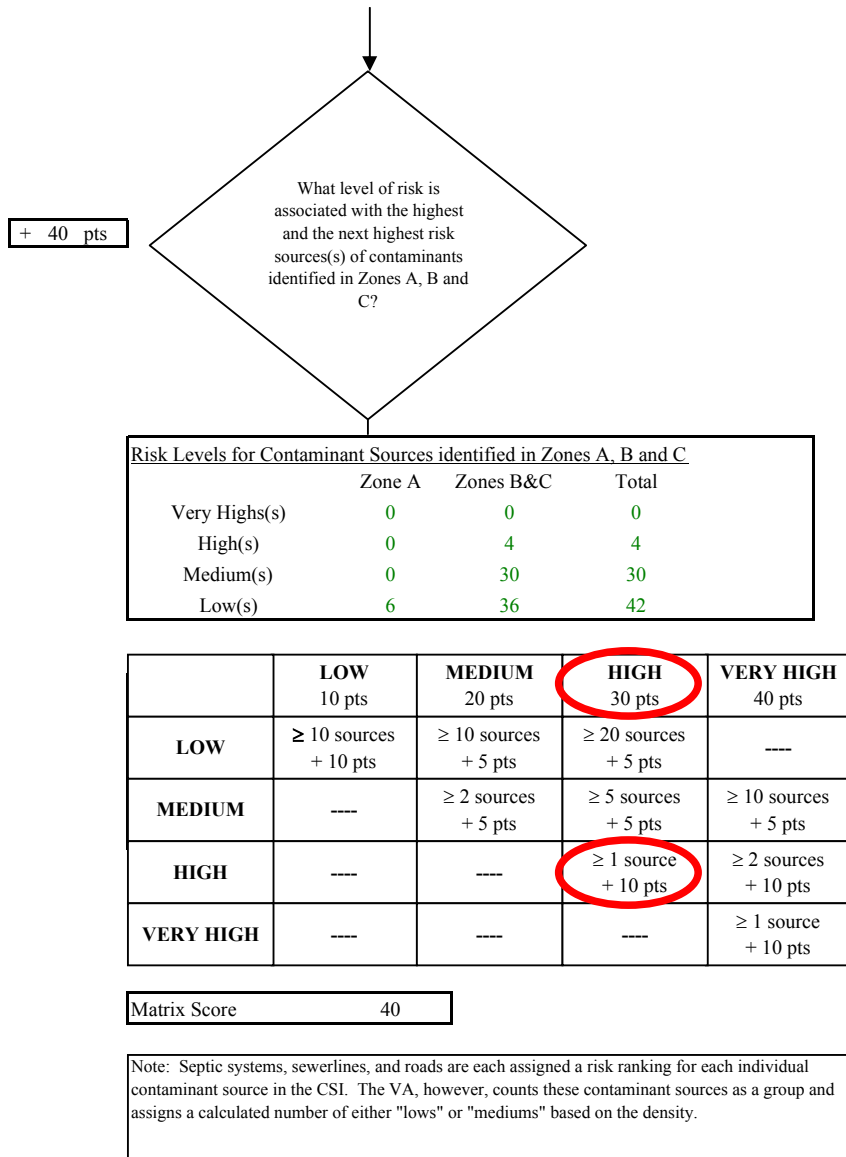 What level of risk is
associated with the highest
and the next highest risk
sources(s) of contaminants
identified in Zones A, B and
C?
+ 40 pts
Risk Levels for Contaminant Sources identified in Zones A, B and C
Zone A Zones B&C Total
Very Highs(s) 0 0 0
High(s) 0 4 4
Medium(s) 0 30 30
Low(s) 6 36 42
LOW MEDIUM HIGH VERY HIGH
10 pts 20 pts 30 pts 40 pts
LOW ≥ 10 sources ≥ 10 sources ≥ 20 sources ----
+ 10 pts + 5 pts + 5 pts
MEDIUM ---- ≥ 2 sources ≥ 5 sources ≥ 10 sources
+ 5 pts + 5 pts + 5 pts
HIGH ---- ---- ≥ 1 source ≥ 2 sources
+ 10 pts + 10 pts
VERY HIGH ---- ---- ---- ≥ 1 source
+ 10 pts
Matrix Score 40
Note: Septic systems, sewerlines, and roads are each assigned a risk ranking for each individual
contaminant source in the CSI. The VA, however, counts these contaminant sources as a group and
assigns a calculated number of either "lows" or "mediums" based on the density.